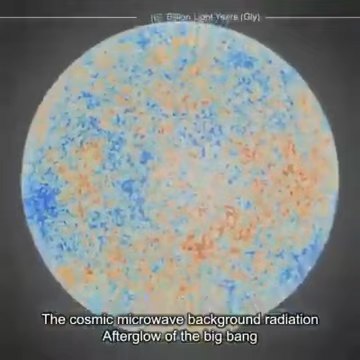 Billion Light Years (Gly)
The cosmic microwave background radiation
Afterglow of the big bang